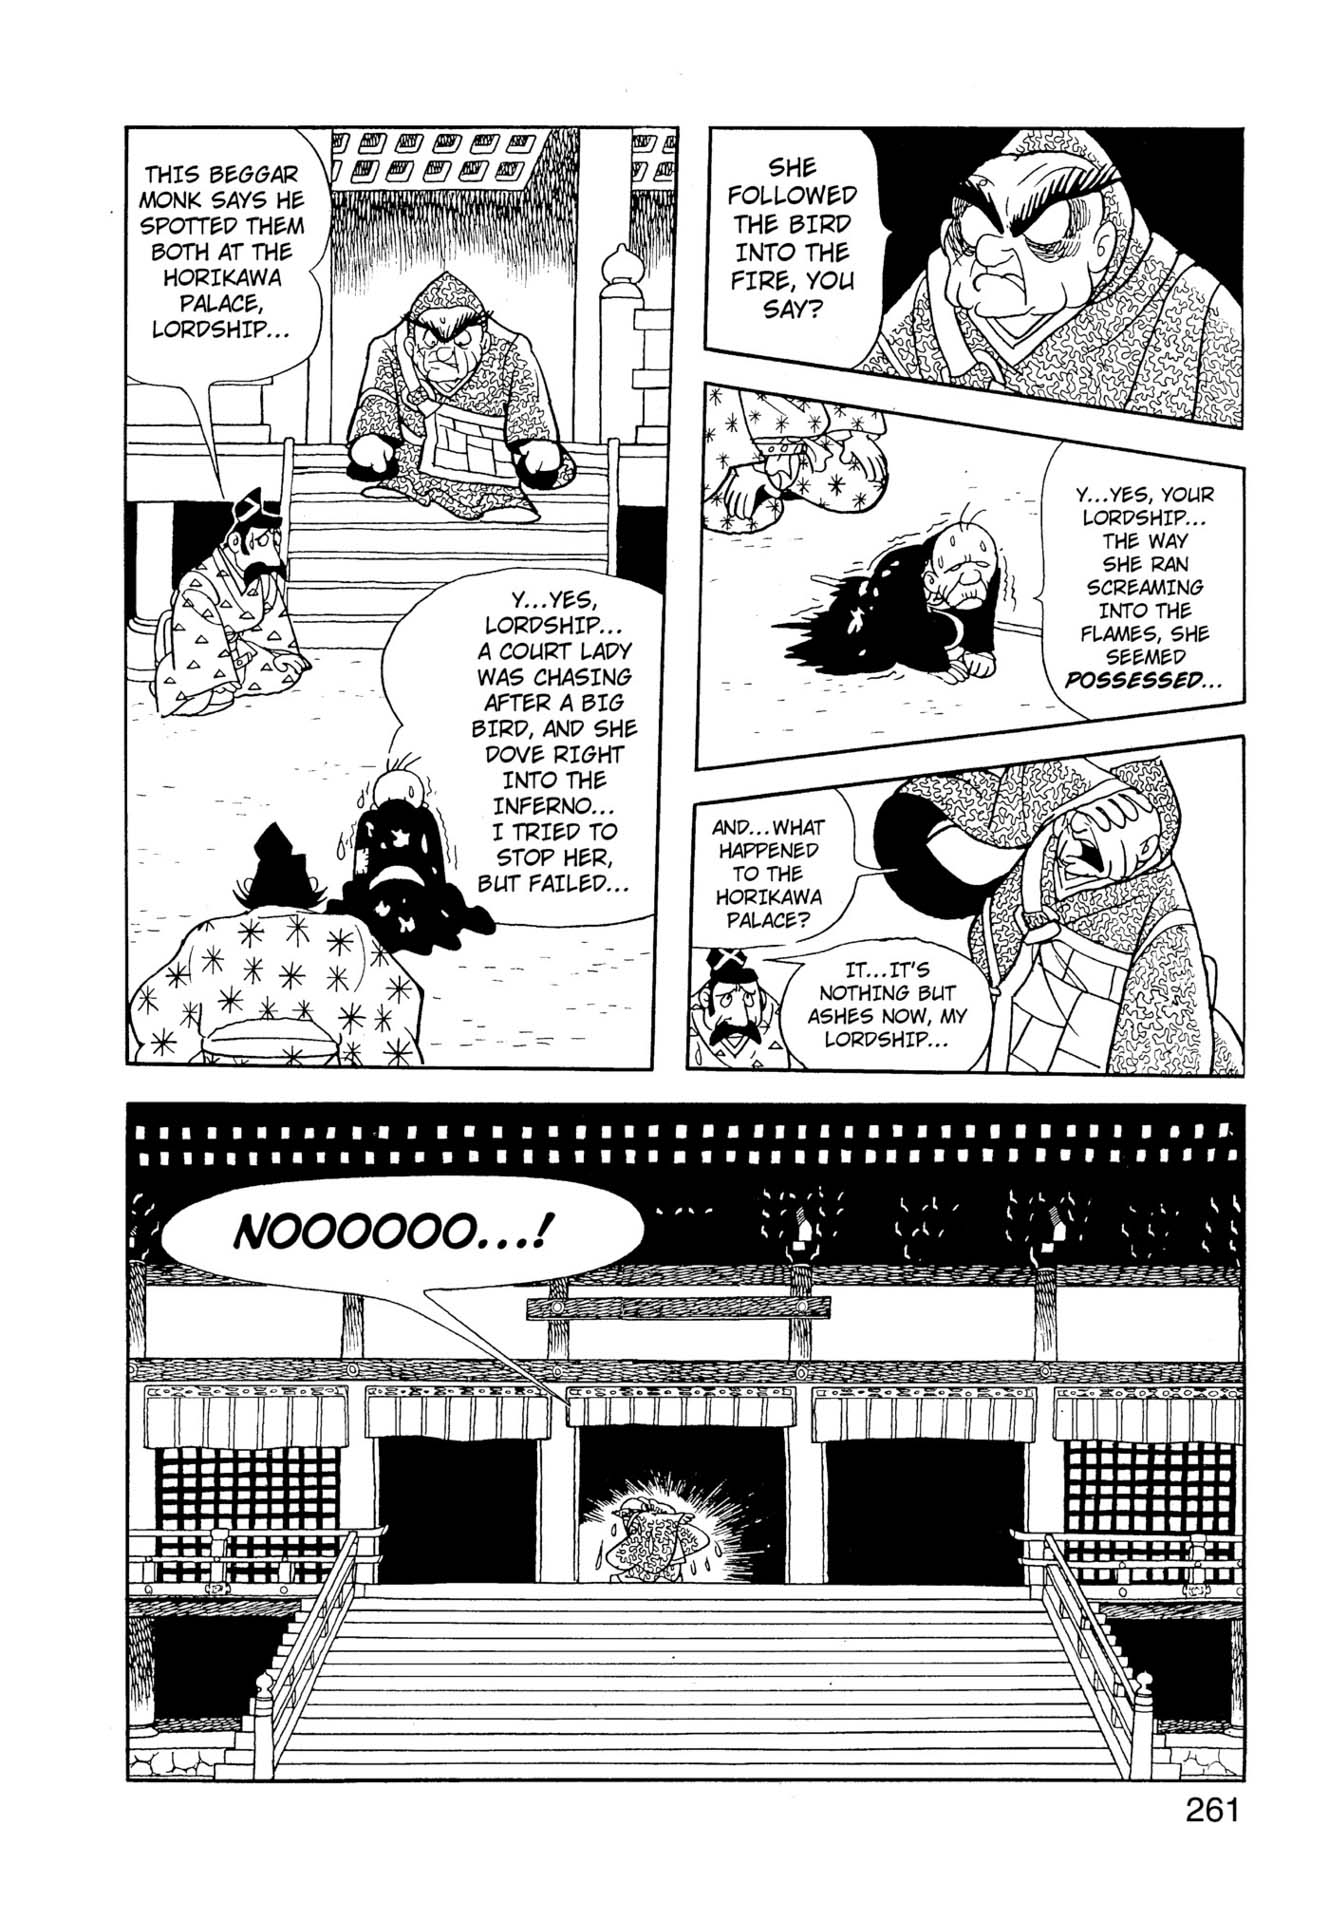 THIS BEGGAR
MONK SAYS HE
SPOTTED THEM
BOTH AT THE
HORIKAWA
PALACE,
LORDSHIP...
Y...YES,
LORDSHIP...
A COURT LADY
WAS CHASING
AFTER A BIG
BIRD, AND SHE
DOVE RIGHT
INTO THE
INFERNO...
I TRIED TO
STOP HER,
BUT FAILED...
SHE
FOLLOWED
THE BIRD
INTO THE
FIRE, YOU
SAY?
Y...YES, YOUR
LORDSHIP...
THE WAY
SHE RAN
SCREAMING
INTO THE
FLAMES, SHE
SEEMED
POSSESSED...
AND...WHAT
HAPPENED
TO THE
HORIKAWA
PALACE?
IT...IT'S
NOTHING BUT
ASHES NOW, MY
LORDSHIP...
NOOOOOO...!
261